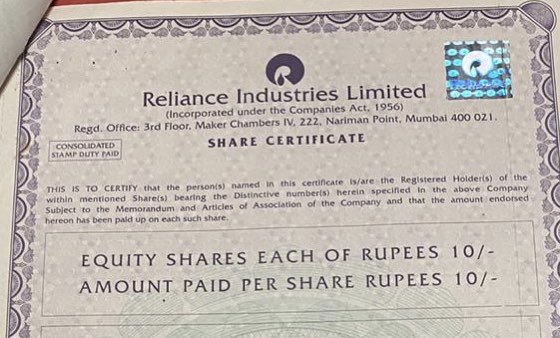 Reliance Industries Limited
(Incorporated under the Companies Act, 1956)
Regd. Office: 3rd Floor, Maker Chambers IV, 222, Nariman Point, Mumbai 400 021.
CONSOLIDATED
STAMP DUTY PAID
SHARE CERTIFICATE
THIS IS TO CERTIFY that the person(s) named in this certificate is/are the Registered Holder(s) of the
within mentioned Share(s) bearing the Distinctive number(s) herein specified in the above Company
Subject to the Memorandum and Articles of Association of the Company and that the amount endorsed
hereon has been paid up on each such share.
EQUITY SHARES EACH OF RUPEES 10/-
AMOUNT PAID PER SHARE RUPEES 10/-